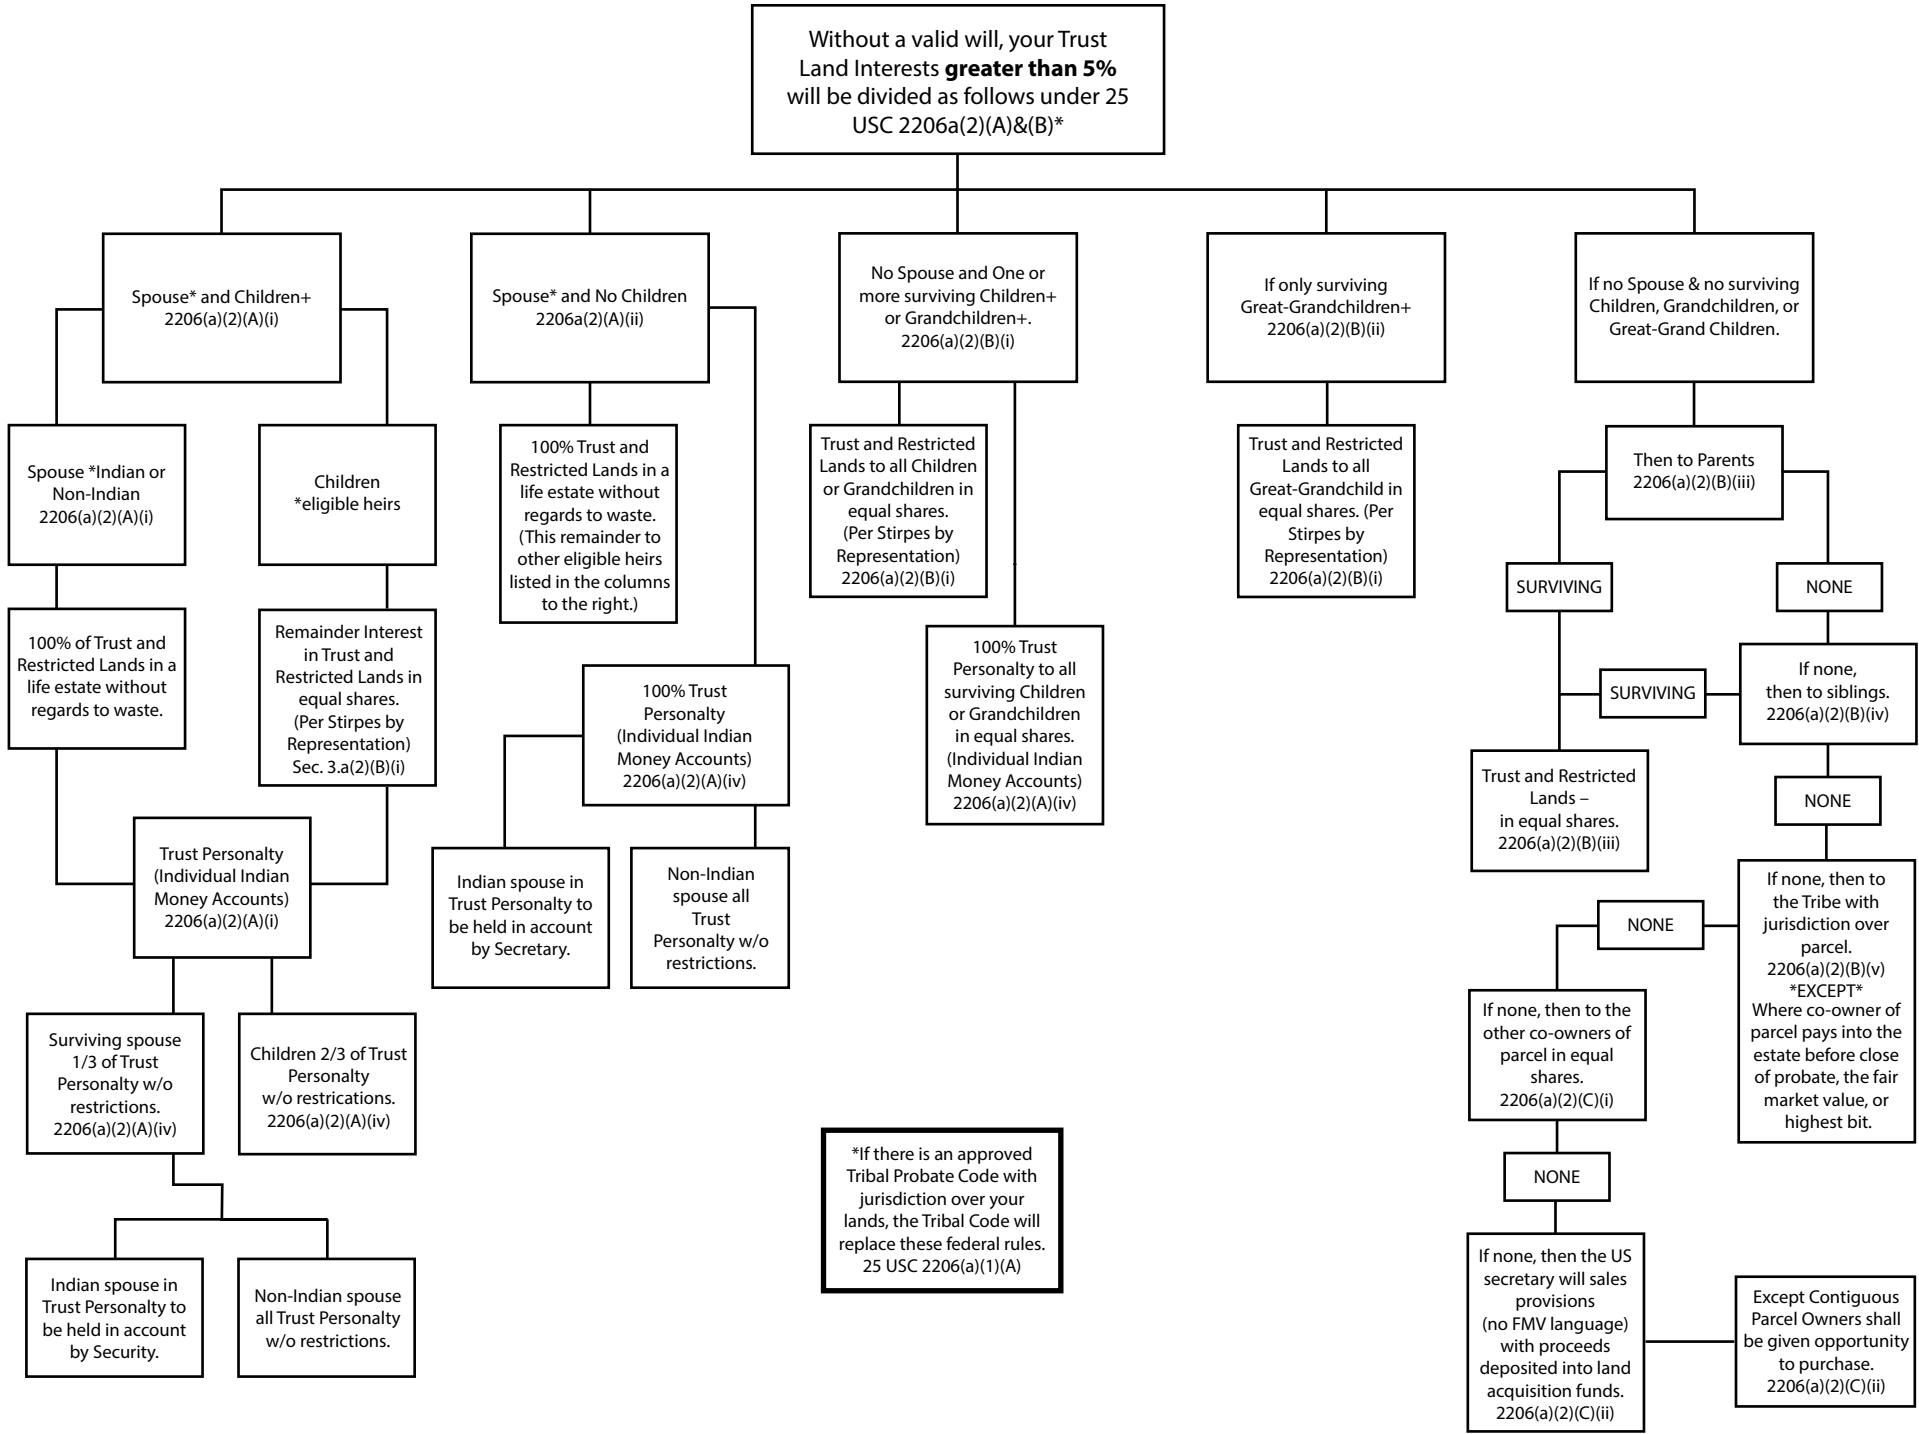 Without a valid will, your Trust
Land Interests greater than 5%
will be divided as follows under 25
USC 2206a(2)(A)&(B)*
Spouse* and Children+
2206(a)(2)(A)(i)
Spouse *Indian or
Non-Indian
2206(a)(2)(A)(i)
Children
*eligible heirs
100% of Trust and
Restricted Lands in a
life estate without
regards to waste.
Remainder Interest
in Trust and
Restricted Lands in
equal shares.
(Per Stirpes by
Representation)
Sec. 3.a(2)(B)(i)
Trust Personalty
(Individual Indian
Money Accounts)
2206(a)(2)(A)(i)
Surviving spouse
1/3 of Trust
Personalty w/o
restrictions.
2206(a)(2)(A)(iv)
Children 2/3 of Trust
Personalty
w/o restrications.
2206(a)(2)(A)(iv)
Indian spouse in
Trust Personalty to
be held in account
by Security.
Non-Indian spouse
all Trust Personalty
w/o restrictions.
Spouse* and No Children
2206a(2)(A)(ii)
100% Trust and
Restricted Lands in a
life estate without
regards to waste.
(This remainder to
other eligible heirs
listed in the columns
to the right.)
100% Trust
Personalty
(Individual Indian
Money Accounts)
2206(a)(2)(A)(iv)
Indian spouse in
Trust Personalty to
be held in account
by Secretary.
Non-Indian
spouse all
Trust
Personalty w/o
restrictions.
No Spouse and One or
more surviving Children+
or Grandchildren+.
2206(a)(2)(B)(i)
Trust and Restricted
Lands to all Children
or Grandchildren in
equal shares.
(Per Stirpes by
Representation)
2206(a)(2)(B)(i)
100% Trust
Personalty to all
surviving Children
or Grandchildren
in equal shares.
(Individual Indian
Money Accounts)
2206(a)(2)(A)(iv)
If only surviving
Great-Grandchildren+
2206(a)(2)(B)(ii)
Trust and Restricted
Lands to all
Great-Grandchild in
equal shares. (Per
Stirpes by
Representation)
2206(a)(2)(B)(i)
If no Spouse & no surviving
Children, Grandchildren, or
Great-Grand Children.
Then to Parents
2206(a)(2)(B)(iii)
SURVIVING
NONE
If none,
then to siblings.
2206(a)(2)(B)(iv)
SURVIVING
Trust and Restricted
Lands –
in equal shares.
2206(a)(2)(B)(iii)
NONE
If none, then to
the Tribe with
jurisdiction over
parcel.
2206(a)(2)(B)(v)
*EXCEPT*
Where co-owner of
parcel pays into the
estate before close
of probate, the fair
market value, or
highest bit.
NONE
If none, then to the
other co-owners of
parcel in equal
shares.
2206(a)(2)(C)(i)
NONE
If none, then the US
secretary will sales
provisions
(no FMV language)
with proceeds
deposited into land
acquisition funds.
2206(a)(2)(C)(ii)
Except Contiguous
Parcel Owners shall
be given opportunity
to purchase.
2206(a)(2)(C)(ii)
*If there is an approved
Tribal Probate Code with
jurisdiction over your
lands, the Tribal Code will
replace these federal rules.
25 USC 2206(a)(1)(A)